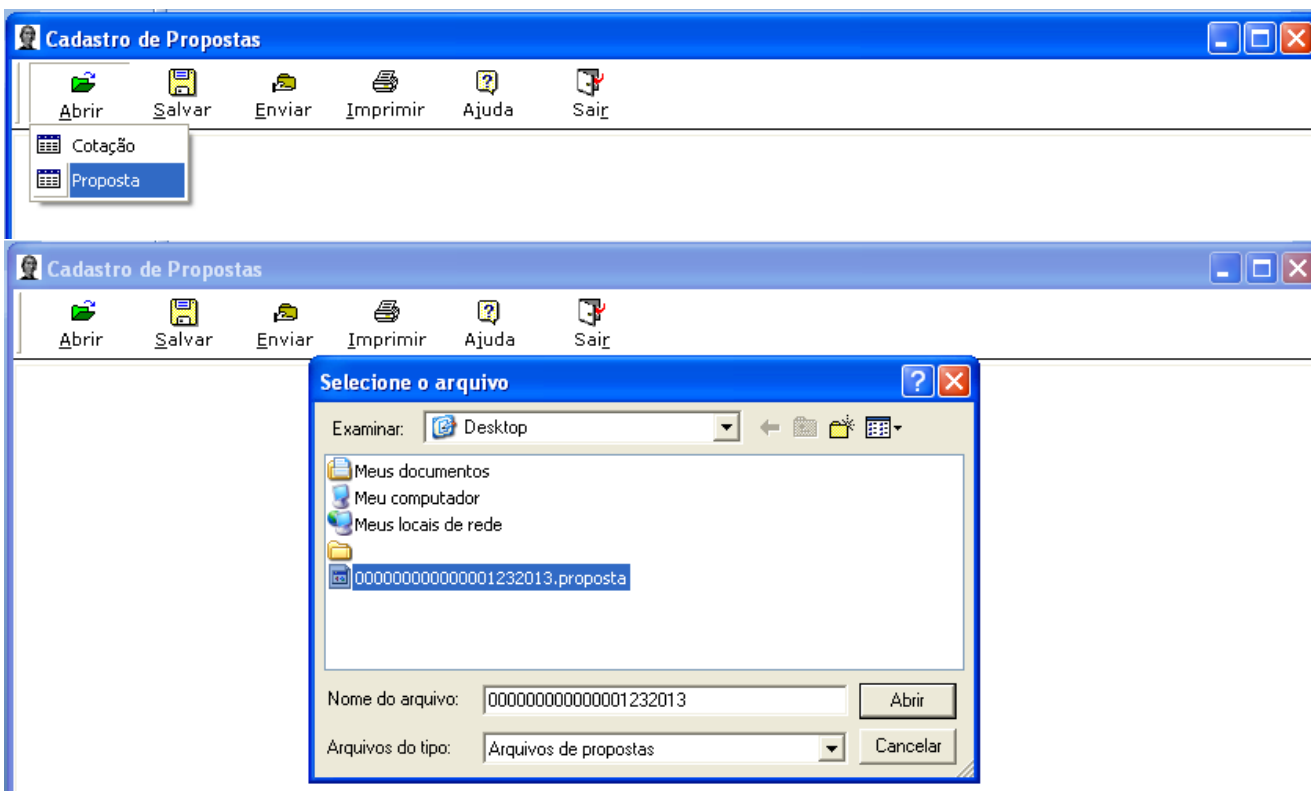 Cadastro de Propostas
Abrir Salvar Enviar Imprimir Ajuda Sair
Cotação
Proposta
Cadastro de Propostas
Abrir Salvar Enviar Imprimir Ajuda Sair
Selecione o arquivo
Examinar: Desktop
Meus documentos
Meu computador
Meus locais de rede
000000000000001232013.proposta
Nome do arquivo: 000000000000001232013 Abrir
Arquivos do tipo: Arquivos de propostas Cancelar